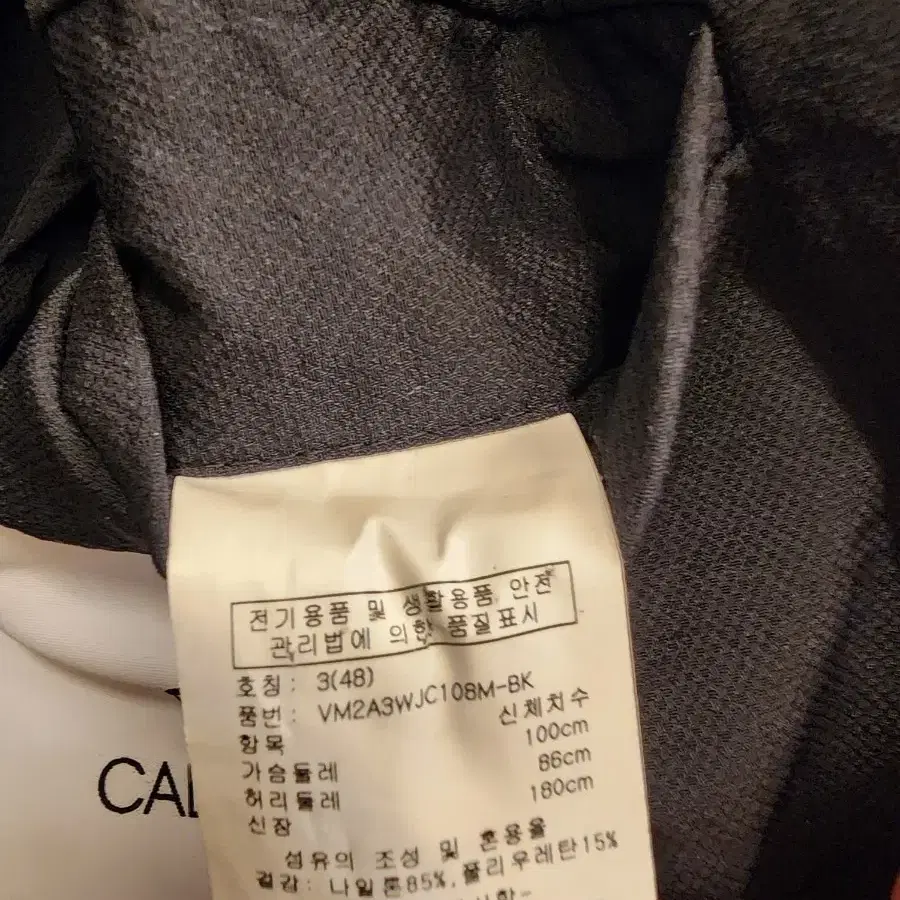 전기용품 및 생활용품 안전
관리법에 의한 품질표시
호칭: 3(48)
품번: VM2A3WJC108M-BK
항목 신체치수
가슴둘레 100cm
허리둘레 86cm
신장 180cm
섬유의 조성 및 혼용율
겉감: 나일론85%, 폴리우레탄15%
CAL